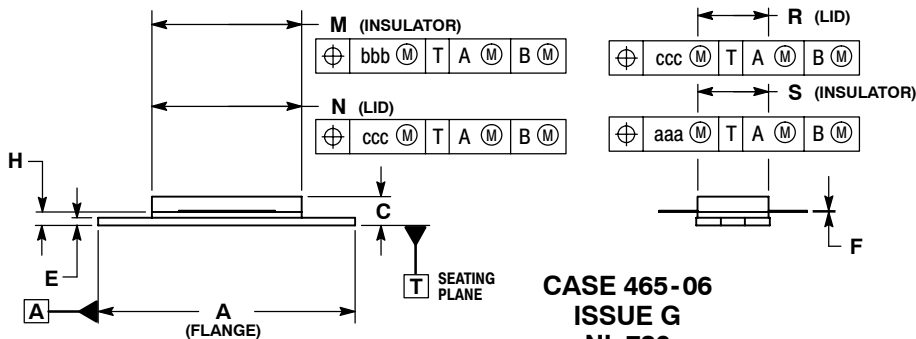 M (INSULATOR)
⌖ bbb Ⓜ T A Ⓜ B Ⓜ
N (LID)
⌖ ccc Ⓜ T A Ⓜ B Ⓜ
R (LID)
⌖ ccc Ⓜ T A Ⓜ B Ⓜ
S (INSULATOR)
⌖ aaa Ⓜ T A Ⓜ B Ⓜ
H
C
E
F
A
A
(FLANGE)
T SEATING
PLANE
CASE 465-06
ISSUE G